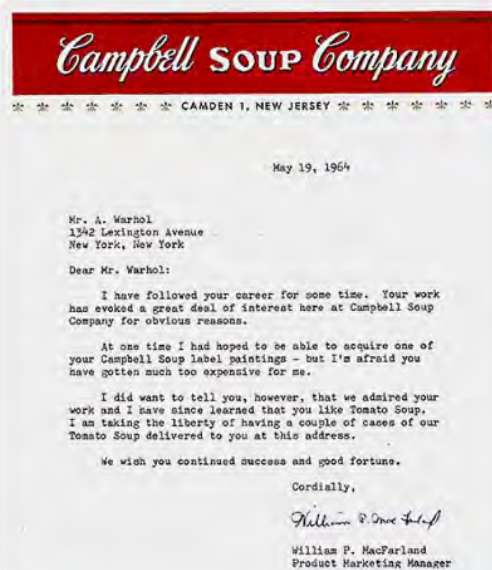 Campbell SOUP Company
CAMDEN 1, NEW JERSEY
May 19, 1964
Mr. A. Warhol
1342 Lexington Avenue
New York, New York
Dear Mr. Warhol:
I have followed your career for some time. Your work
has evoked a great deal of interest here at Campbell Soup
Company for obvious reasons.
At one time I had hoped to be able to acquire one of
your Campbell Soup label paintings - but I'm afraid you
have gotten much too expensive for me.
I did want to tell you, however, that we admired your
work and I have since learned that you like Tomato Soup.
I am taking the liberty of having a couple of cases of our
Tomato Soup delivered to you at this address.
We wish you continued success and good fortune.
Cordially,
William P. MacFarland
William P. MacFarland
Product Marketing Manager